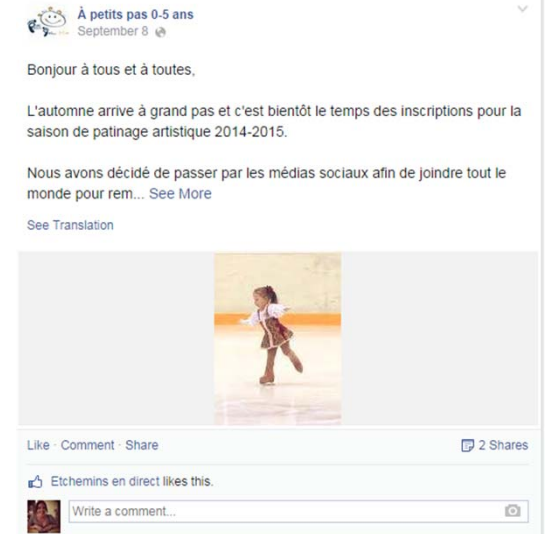 À petits pas 0-5 ans
September 8
Bonjour à tous et à toutes,
L'automne arrive à grand pas et c'est bientôt le temps des inscriptions pour la
saison de patinage artistique 2014-2015.
Nous avons décidé de passer par les médias sociaux afin de joindre tout le
monde pour rem... See More
See Translation
Like · Comment · Share
2 Shares
Etchemins en direct likes this.
Write a comment...